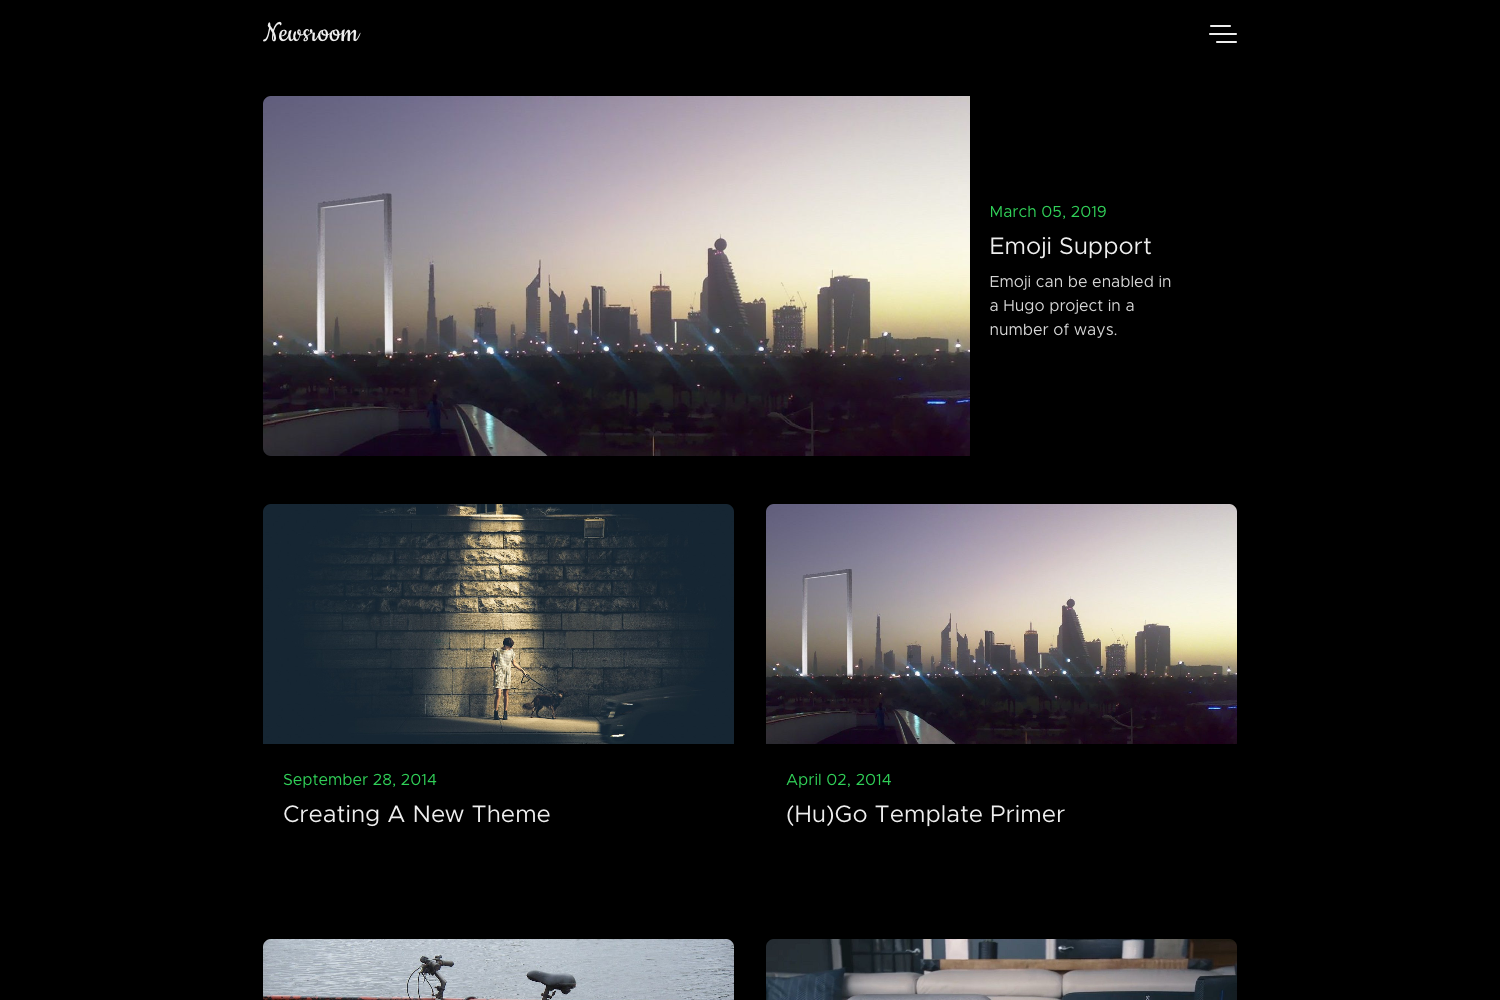 Newsroom
March 05, 2019
Emoji Support
Emoji can be enabled in
a Hugo project in a
number of ways.
September 28, 2014
Creating A New Theme
April 02, 2014
(Hu)Go Template Primer